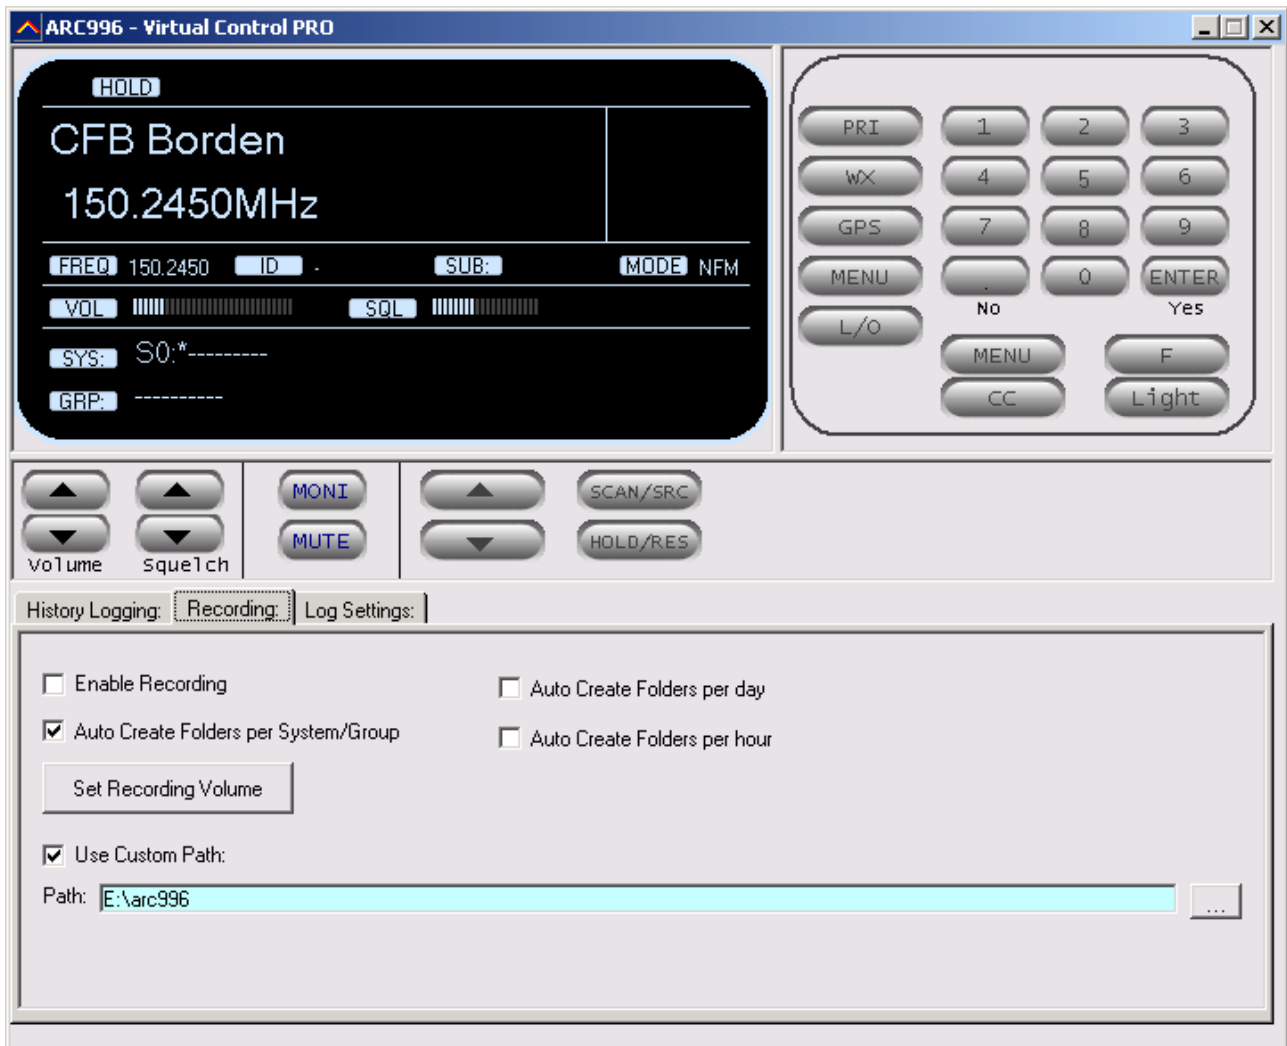 ARC996 - Virtual Control PRO
HOLD
CFB Borden
150.2450MHz
FREQ 150.2450 ID - SUB: MODE NFM
VOL SQL
SYS: S0:*---------
GRP: ----------
PRI 1 2 3
WX 4 5 6
GPS 7 8 9
MENU . 0 ENTER
No Yes
L/O
MENU F
CC Light
MONI SCAN/SRC
MUTE HOLD/RES
Volume Squelch
History Logging: Recording: Log Settings:
Enable Recording Auto Create Folders per day
Auto Create Folders per System/Group Auto Create Folders per hour
Set Recording Volume
Use Custom Path:
Path: E:\arc996 ...